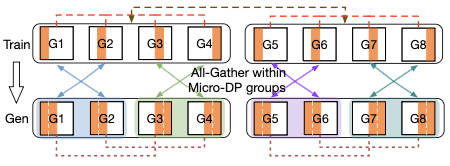 Train G1 G2 G3 G4 G5 G6 G7 G8
All-Gather within
Micro-DP groups
Gen G1 G2 G3 G4 G5 G6 G7 G8